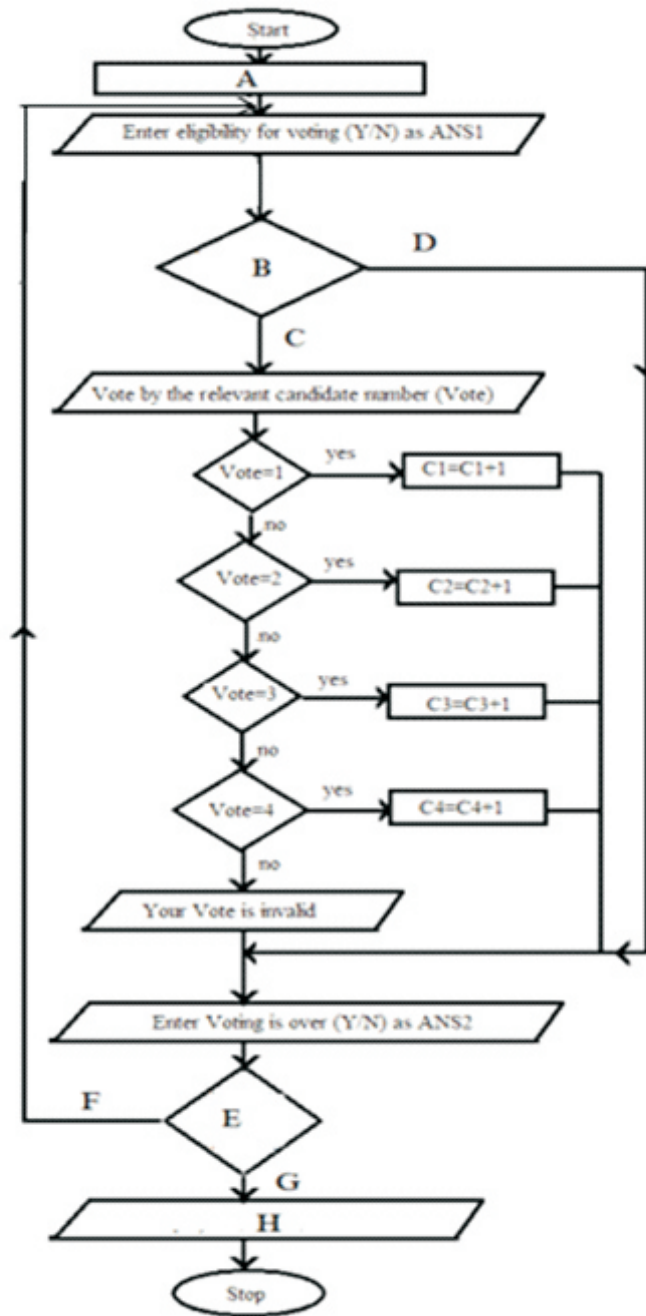 Start
A
Enter eligibility for voting (Y/N) as ANS1
B
D
C
Vote by the relevant candidate number (Vote)
Vote=1
yes
C1=C1+1
no
Vote=2
yes
C2=C2+1
no
Vote=3
yes
C3=C3+1
no
Vote=4
yes
C4=C4+1
no
Your Vote is invalid
Enter Voting is over (Y/N) as ANS2
F
E
G
H
Stop